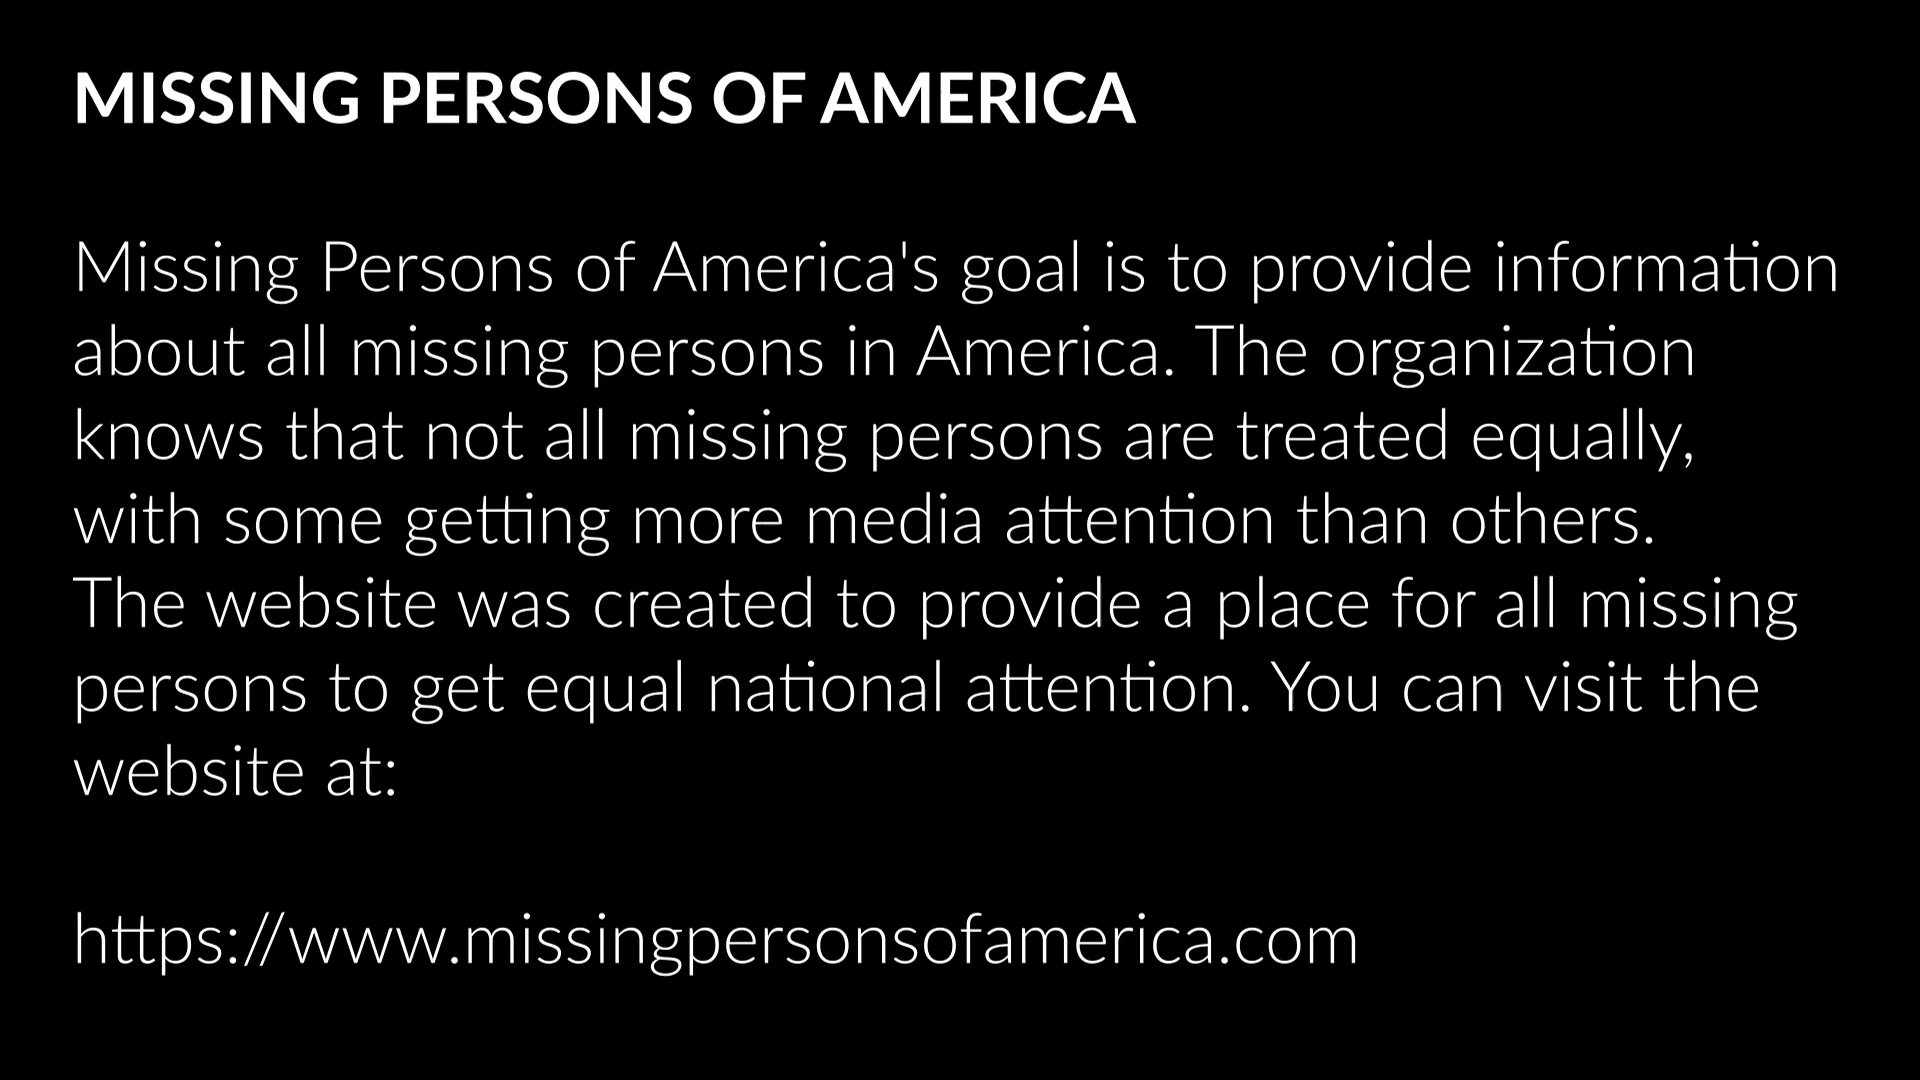 MISSING PERSONS OF AMERICA
Missing Persons of America's goal is to provide information
about all missing persons in America. The organization
knows that not all missing persons are treated equally,
with some getting more media attention than others.
The website was created to provide a place for all missing
persons to get equal national attention. You can visit the
website at:
https://www.missingpersonsofamerica.com